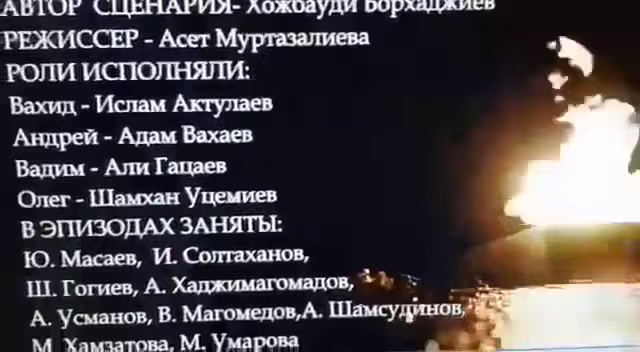 АВТОР СЦЕНАРИЯ- Хожбауди Борхаджиев
РЕЖИССЕР - Асет Муртазалиева
РОЛИ ИСПОЛНЯЛИ:
Вахид - Ислам Актулаев
Андрей - Адам Вахаев
Вадим - Али Гацаев
Олег - Шамхан Уцемиев
В ЭПИЗОДАХ ЗАНЯТЫ:
Ю. Масаев, И. Солтаханов,
Ш. Гогиев, А. Хаджимагомадов,
А. Усманов, В. Магомедов,А. Шамсудинов,
М. Хамзатова, М. Умарова